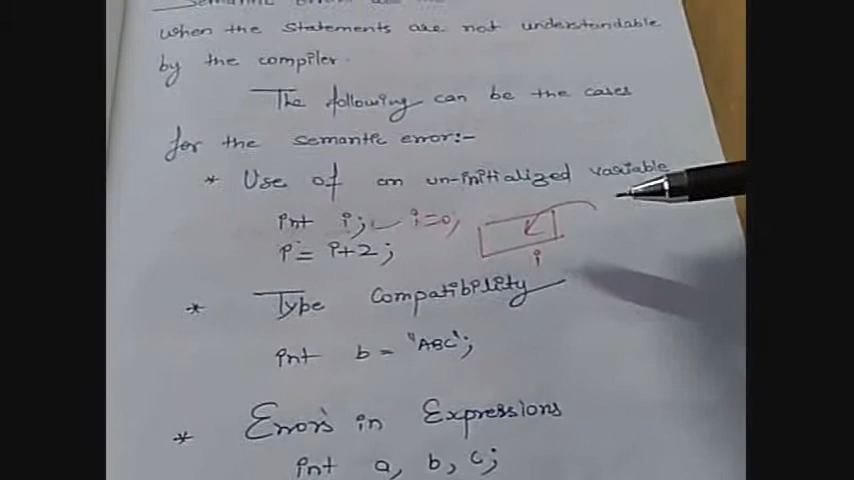 when the statements are not understandable
by the compiler.
The following can be the cases
for the semantic error:-
* Use of an un-initialized variable
int i; i=0;
i = i+2;
i
* Type Compatibility
int b = "ABC";
* Errors in Expressions
int a, b, c;